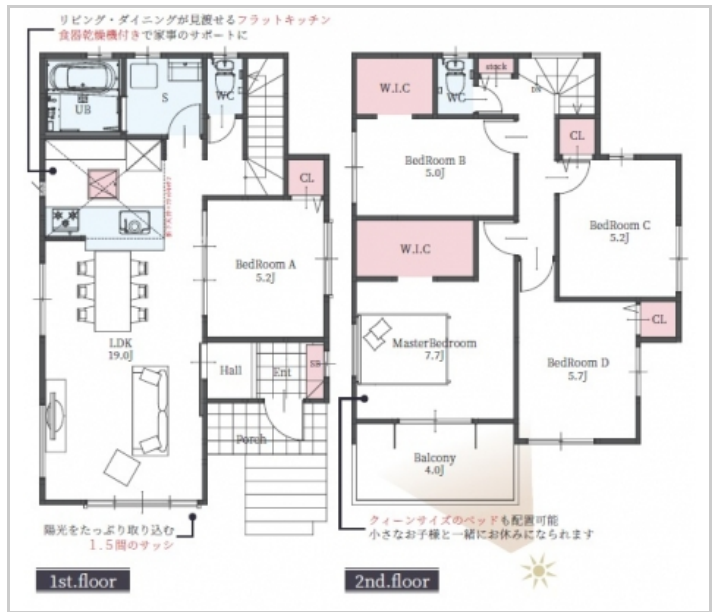 リビング・ダイニングが見渡せるフラットキッチン
食器乾燥機付きで家事のサポートに
UB
S
WC
CL
BedRoom A
5.2J
LDK
19.0J
Hall
Ent
SB
Porch
陽光をたっぷり取り込む
1.5間のサッシ
1st.floor
W.I.C
WC
stock
DN
CL
BedRoom B
5.0J
BedRoom C
5.2J
W.I.C
CL
MasterBedroom
7.7J
BedRoom D
5.7J
Balcony
4.0J
クィーンサイズのベッドも配置可能
小さなお子様と一緒にお休みになられます
2nd.floor